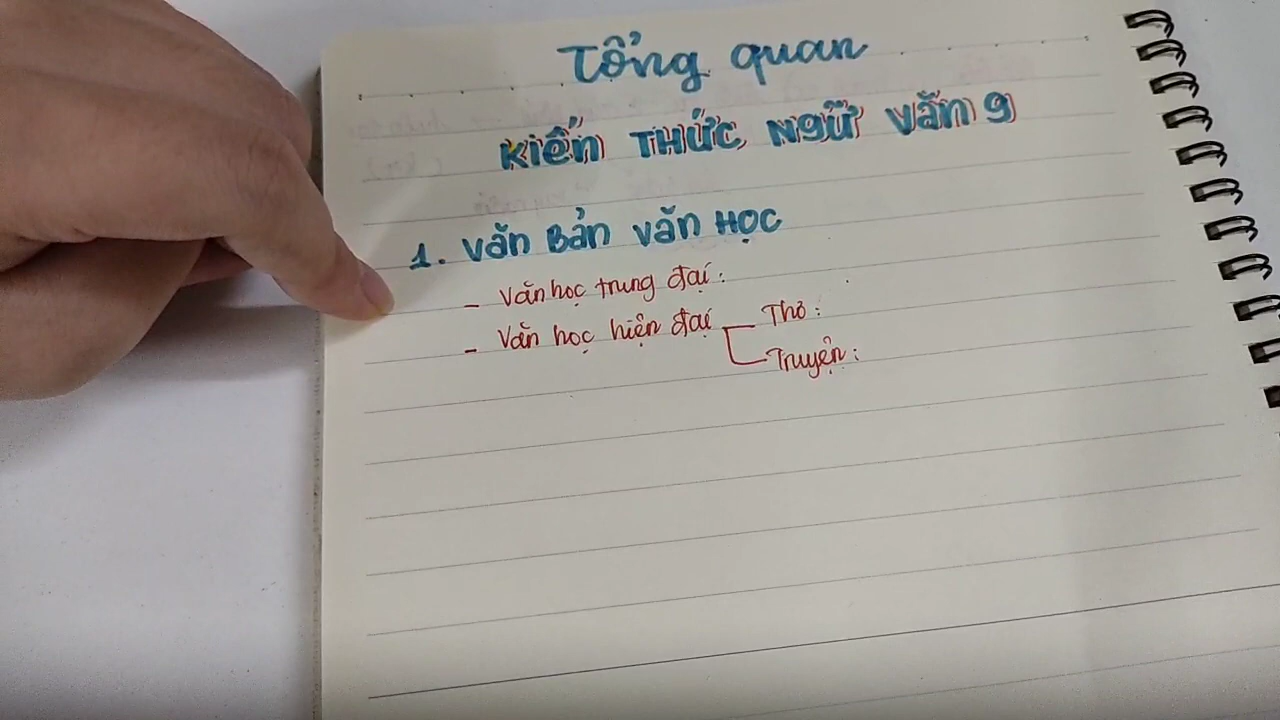 Tổng quan
KIẾN THỨC NGỮ VĂN 9
1. VĂN BẢN VĂN HỌC
- Văn học trung đại:
- Văn học hiện đại Thơ:
Truyện: